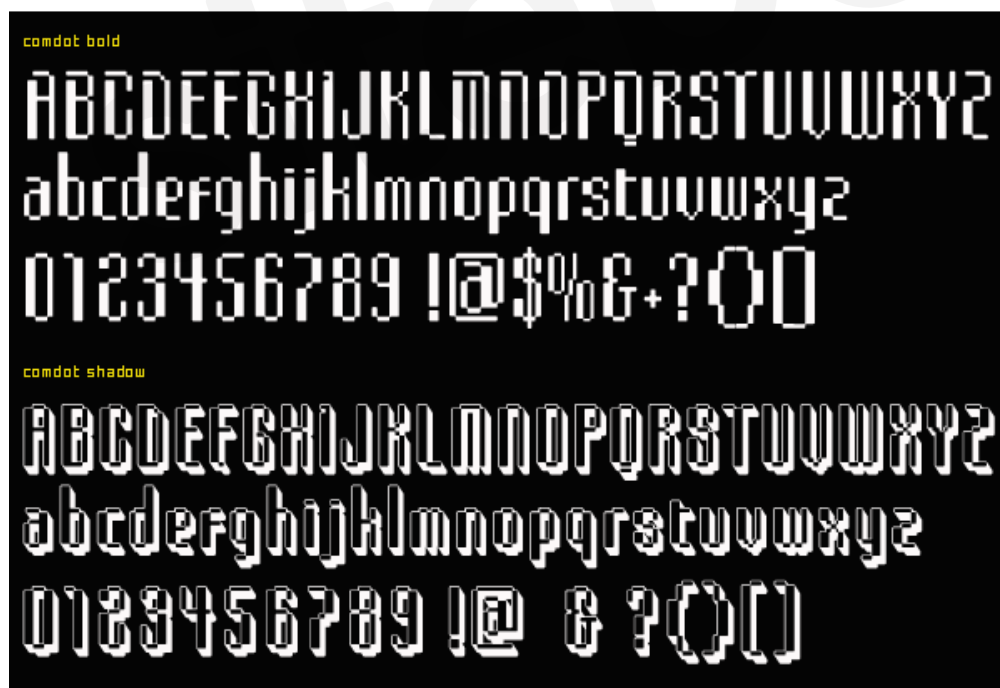 comdot bold
ABCDEFGHIJKLMNOPQRSTUVWXYZ
abcdefghijklmnopqrstuvwxyz
0123456789 !@$%&+?()[]
comdot shadow
ABCDEFGHIJKLMNOPQRSTUVWXYZ
abcdefghijklmnopqrstuvwxyz
0123456789 !@ & ?()[]